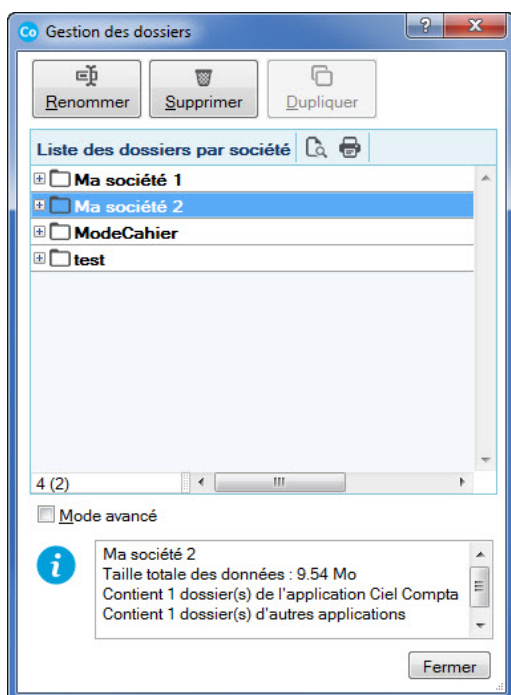 Co Gestion des dossiers
Renommer Supprimer Dupliquer
Liste des dossiers par société
Ma société 1
Ma société 2
ModeCahier
test
4 (2)
Mode avancé
Ma société 2
Taille totale des données : 9.54 Mo
Contient 1 dossier(s) de l'application Ciel Compta
Contient 1 dossier(s) d'autres applications
Fermer